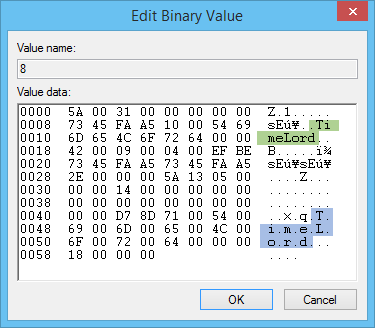 Edit Binary Value
Value name:
8
Value data:
0000 5A 00 31 00 00 00 00 00 Z.1.....
0008 73 45 FA A5 10 00 54 69 sEú¥..Ti
0010 6D 65 4C 6F 72 64 00 00 meLord..
0018 42 00 09 00 04 00 EF BE B.....ï¾
0020 73 45 FA A5 73 45 FA A5 sEú¥sEú¥
0028 2E 00 00 00 5A 13 05 00 ....Z...
0030 00 00 14 00 00 00 00 00 ........
0038 00 00 00 00 00 00 00 00 ........
0040 00 00 D7 8D 71 00 54 00 ..×.q.T.
0048 69 00 6D 00 65 00 4C 00 i.m.e.L.
0050 6F 00 72 00 64 00 00 00 o.r.d...
0058 18 00 00 00 ....
OK Cancel